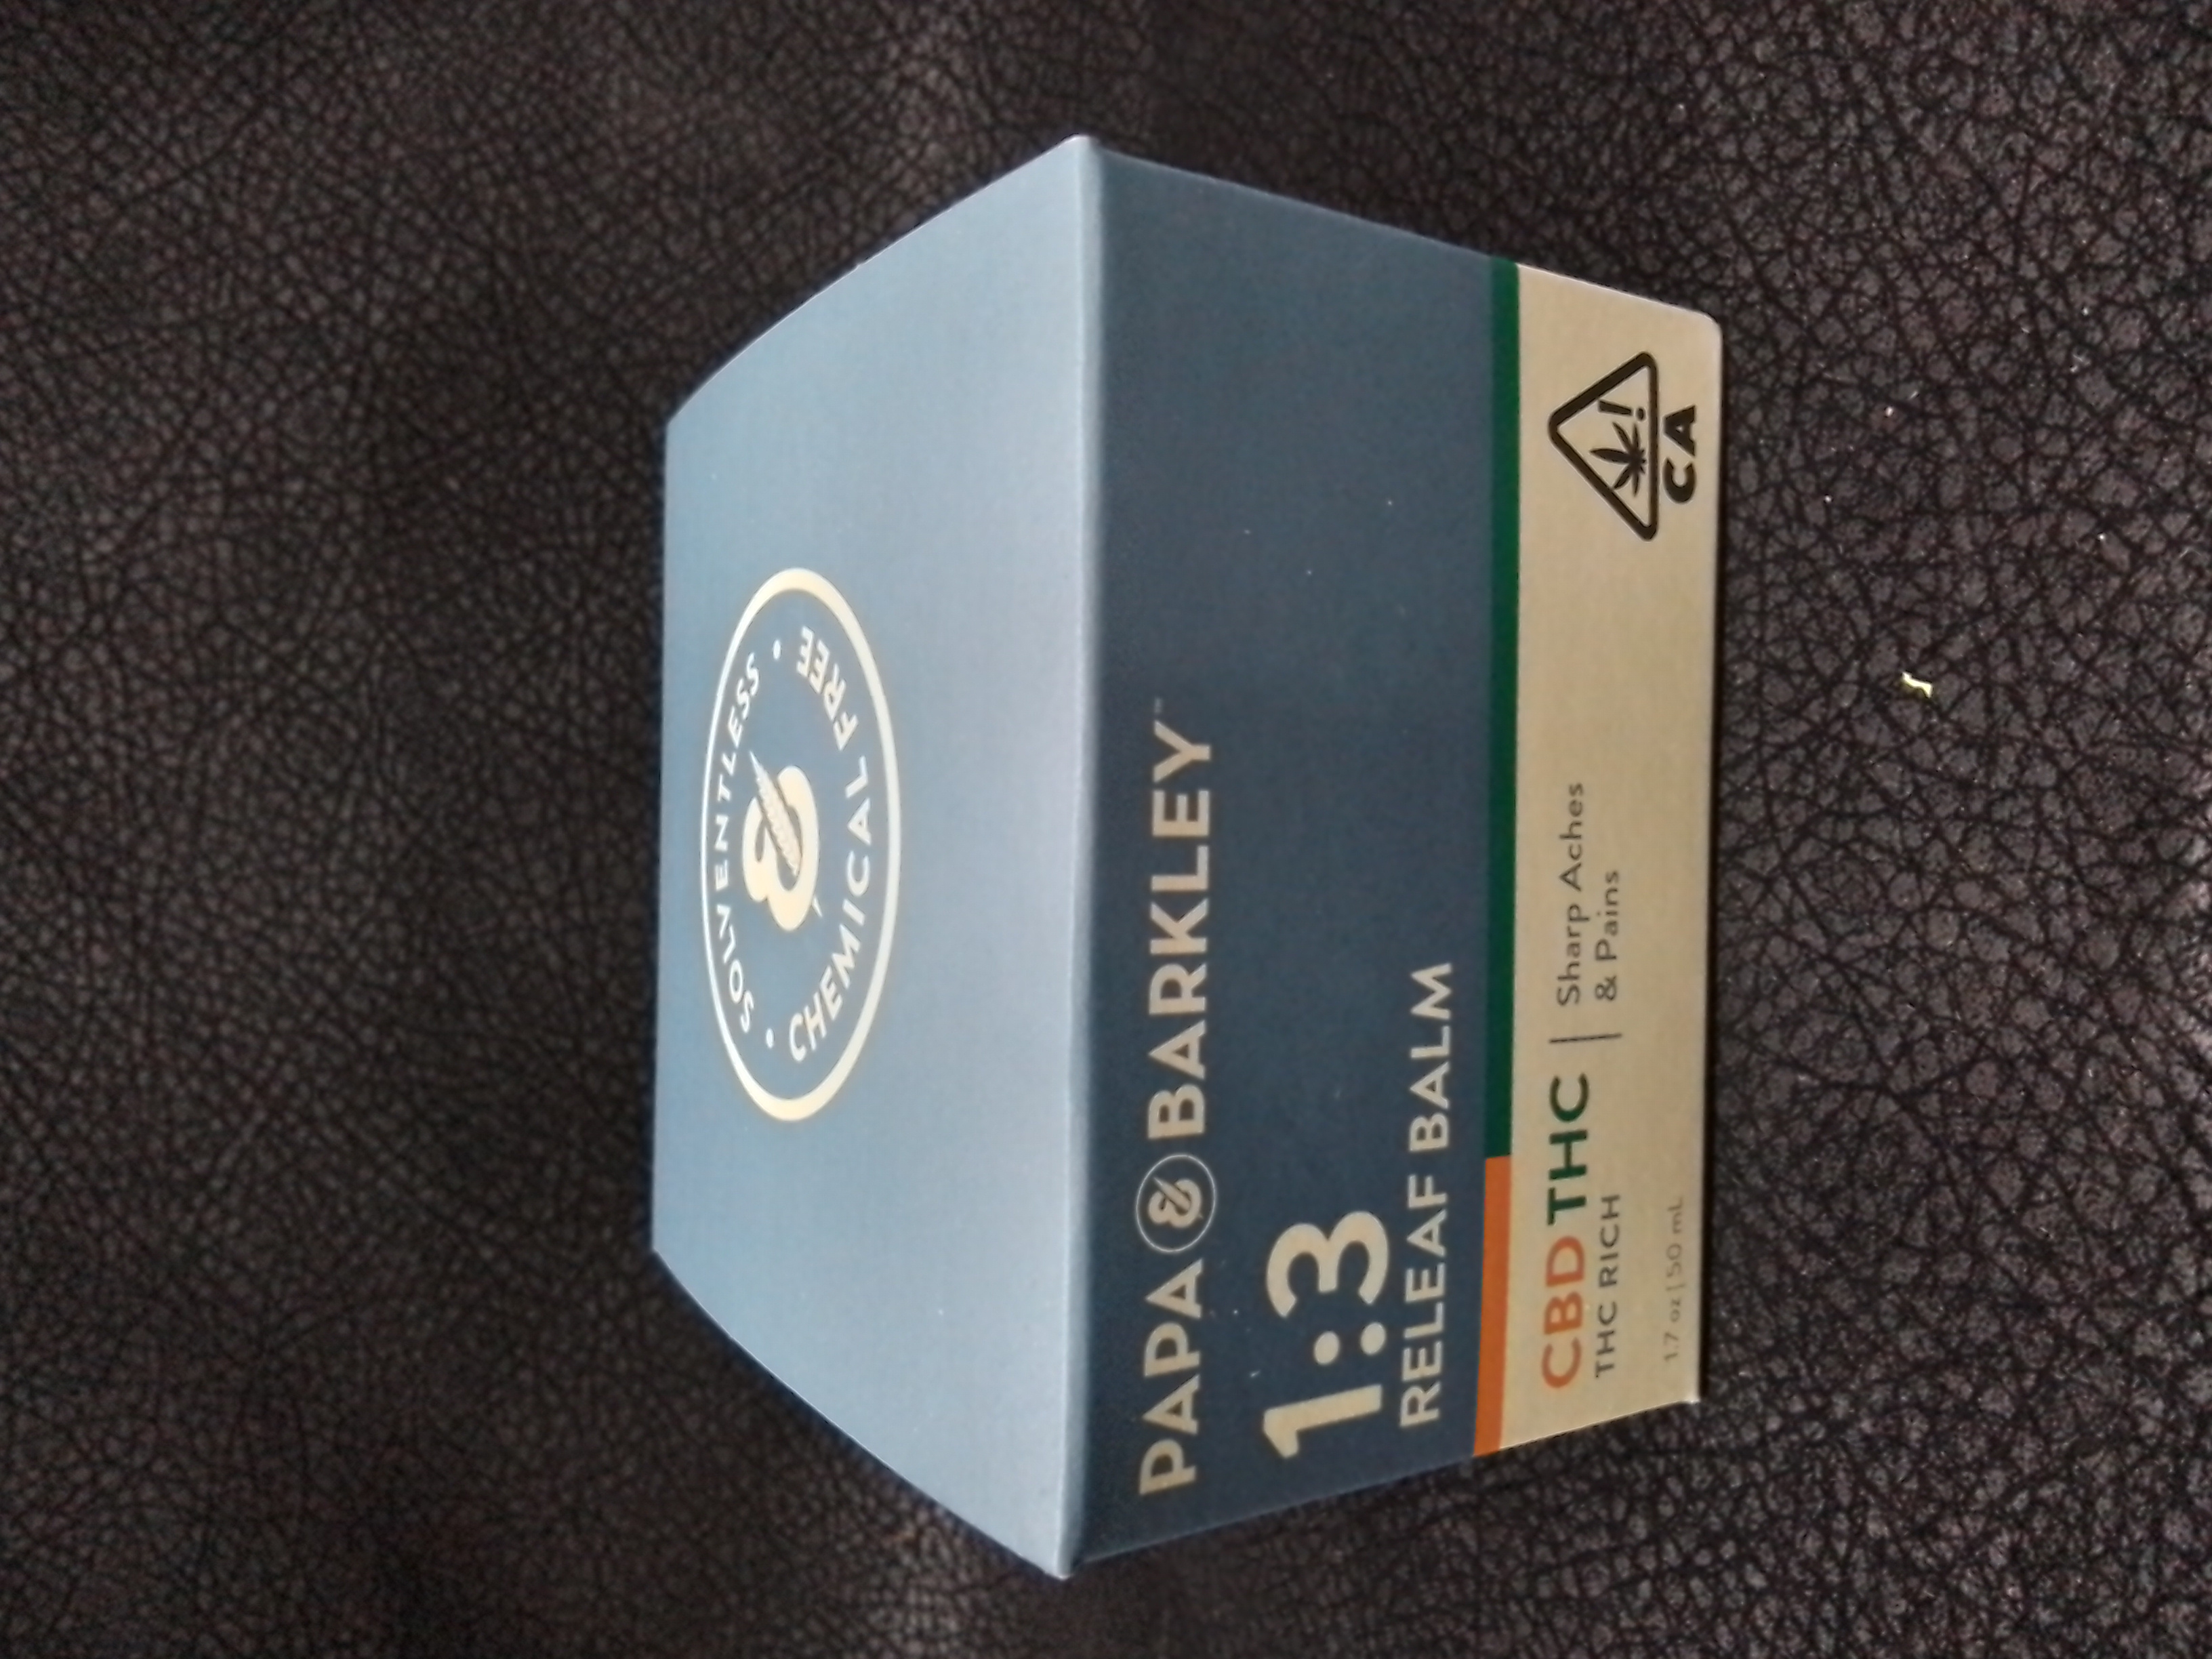 SOLVENTLESS •
CHEMICAL FREE •
&
PAPA & BARKLEY™
1:3
RELEAF BALM
CBD THC | Sharp Aches
THC RICH & Pains
1.7 oz | 50 mL
!
CA